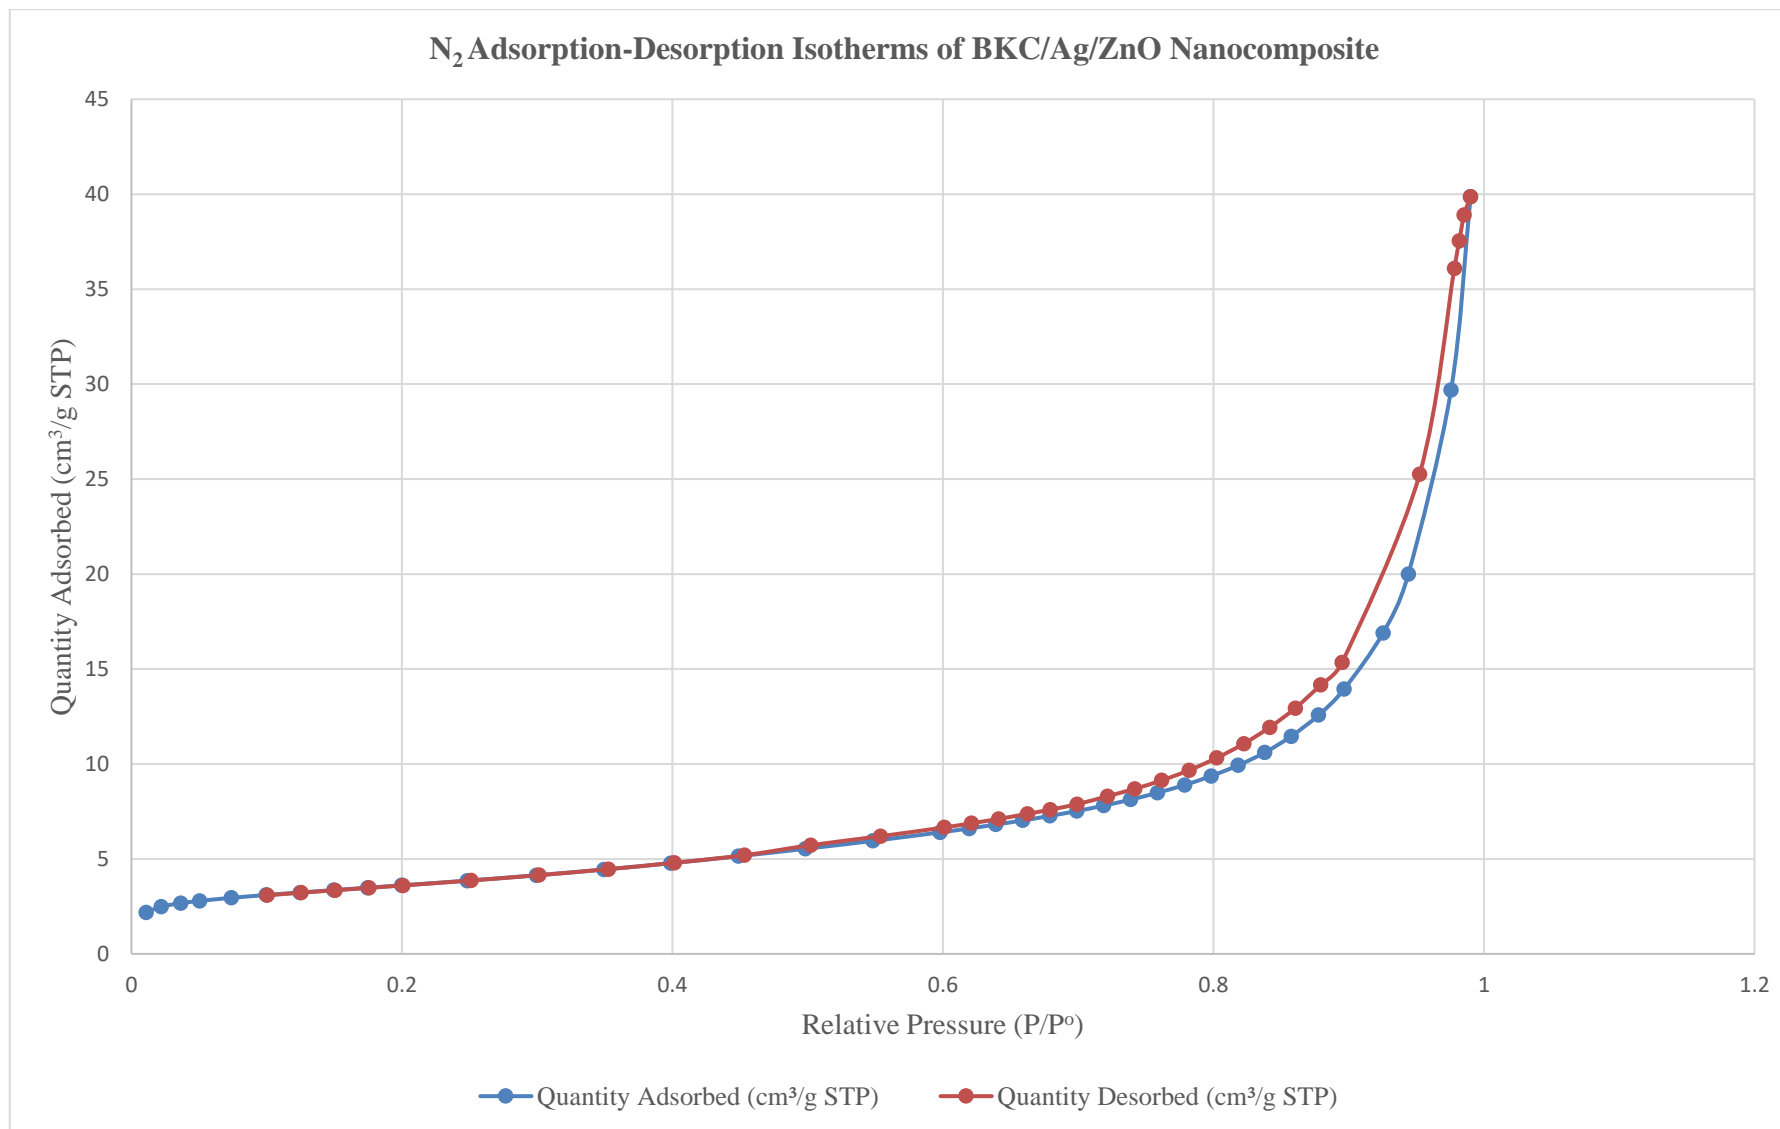 N₂ Adsorption-Desorption Isotherms of BKC/Ag/ZnO Nanocomposite
45
40
35
30
25
20
15
10
5
0
Quantity Adsorbed (cm³/g STP)
0 0.2 0.4 0.6 0.8 1 1.2
Relative Pressure (P/Pᵒ)
Quantity Adsorbed (cm³/g STP) Quantity Desorbed (cm³/g STP)